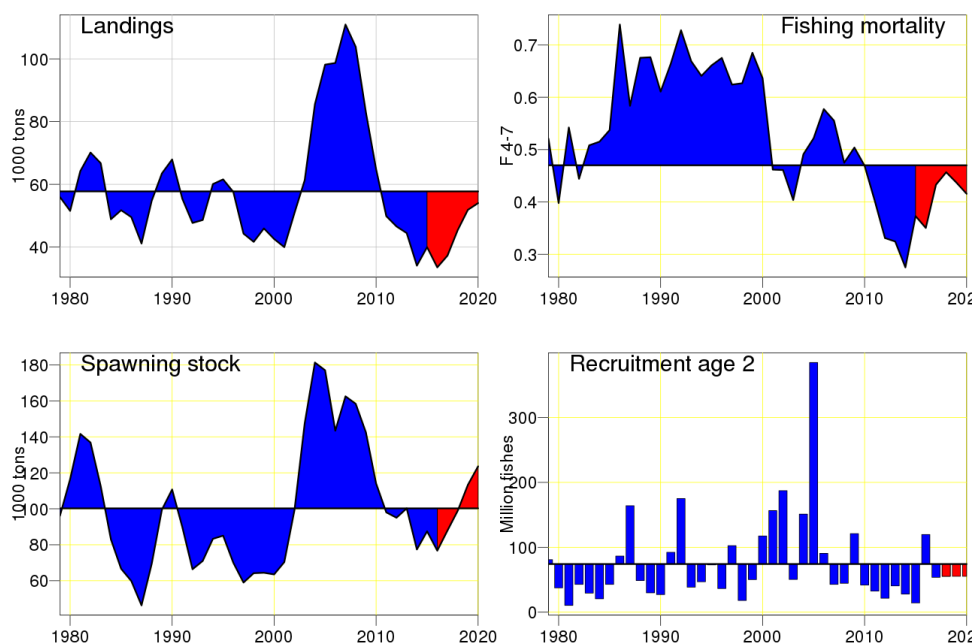 Landings
1000 tons
100
80
60
40
1980 1990 2000 2010 2020
Fishing mortality
F 4-7
0.7
0.6
0.5
0.4
0.3
1980 1990 2000 2010 202
Spawning stock
1000 tons
180
160
140
120
100
80
60
1980 1990 2000 2010 2020
Recruitment age 2
Million fishes
300
200
100
0
1980 1990 2000 2010 202